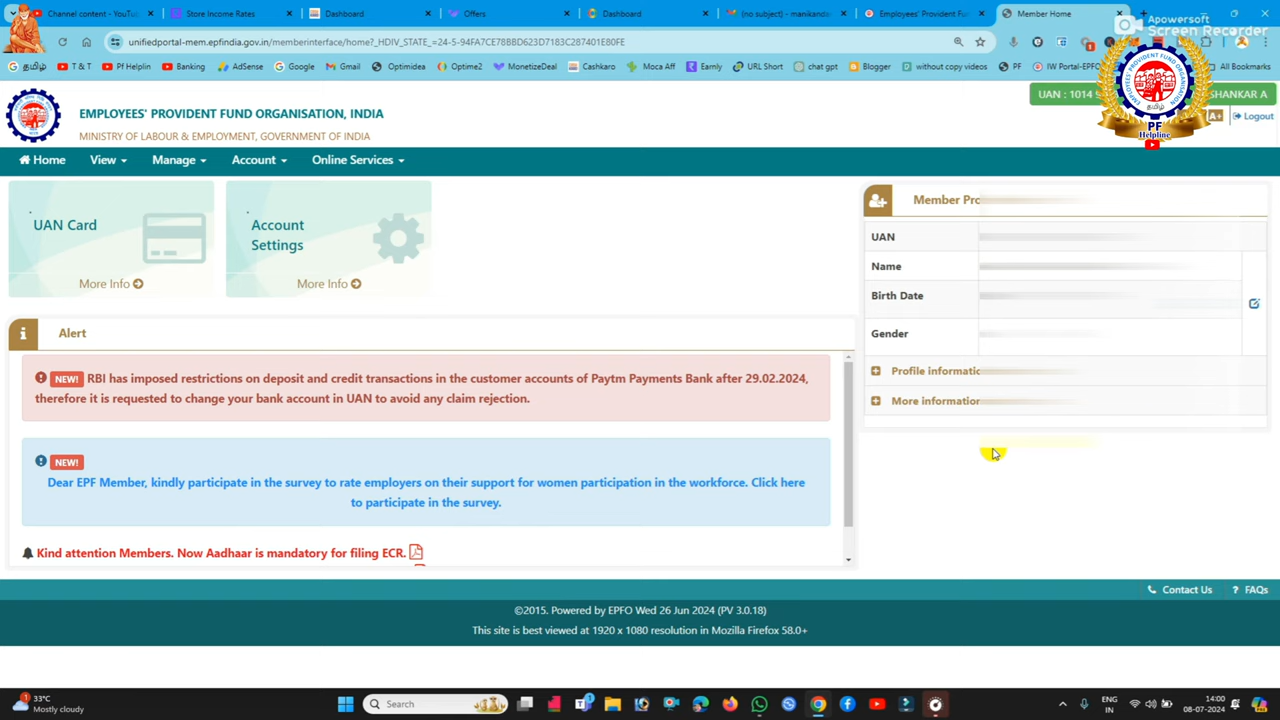 Channel content - YouTu
Store Income Rates
Dashboard
Offers
Dashboard
(no subject) - manikanda
Employees' Provident Fun
Member Home
Apowersoft
Screen Recorder
unifiedportal-mem.epfindia.gov.in/memberinterface/home?_HDIV_STATE_=24-5-94FA7CE78BBD623D7183C287401E80FE
தமிழ்
T & T
Pf Helplin
Banking
AdSense
Google
Gmail
Optimidea
Optime2
MonetizeDeal
Cashkaro
Moca Aff
Earnly
URL Short
chat gpt
Blogger
without copy videos
PF
IW Portal-EPFO
All Bookmarks
EMPLOYEES' PROVIDENT FUND ORGANISATION, INDIA
MINISTRY OF LABOUR & EMPLOYMENT, GOVERNMENT OF INDIA
UAN : 1014
SHANKAR A
A+
Logout
தமிழ்
PF
Helpline
Home
View
Manage
Account
Online Services
UAN Card
More Info
Account
Settings
More Info
Member Pro
UAN
Name
Birth Date
Gender
Profile informatic
More information
Alert
NEW! RBI has imposed restrictions on deposit and credit transactions in the customer accounts of Paytm Payments Bank after 29.02.2024,
therefore it is requested to change your bank account in UAN to avoid any claim rejection.
NEW!
Dear EPF Member, kindly participate in the survey to rate employers on their support for women participation in the workforce. Click here
to participate in the survey.
Kind attention Members. Now Aadhaar is mandatory for filing ECR.
Contact Us
? FAQs
©2015. Powered by EPFO Wed 26 Jun 2024 (PV 3.0.18)
This site is best viewed at 1920 x 1080 resolution in Mozilla Firefox 58.0+
33°C
Mostly cloudy
Search
ENG
IN
14:00
08-07-2024